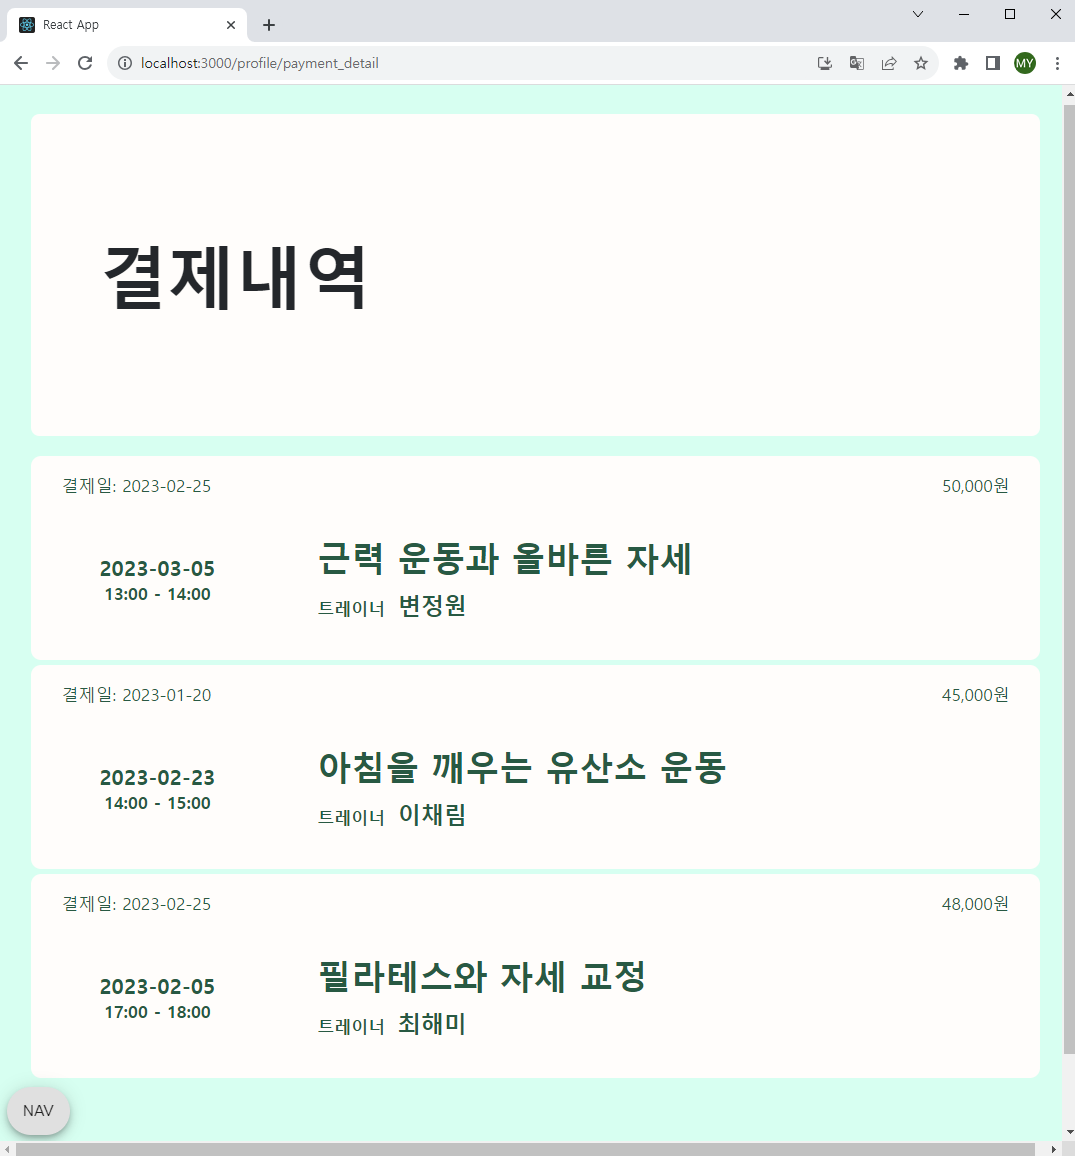 React App
localhost:3000/profile/payment_detail
MY
결제내역
결제일: 2023-02-25
50,000원
2023-03-05
13:00 - 14:00
근력 운동과 올바른 자세
트레이너 변정원
결제일: 2023-01-20
45,000원
2023-02-23
14:00 - 15:00
아침을 깨우는 유산소 운동
트레이너 이채림
결제일: 2023-02-25
48,000원
2023-02-05
17:00 - 18:00
필라테스와 자세 교정
트레이너 최해미
NAV